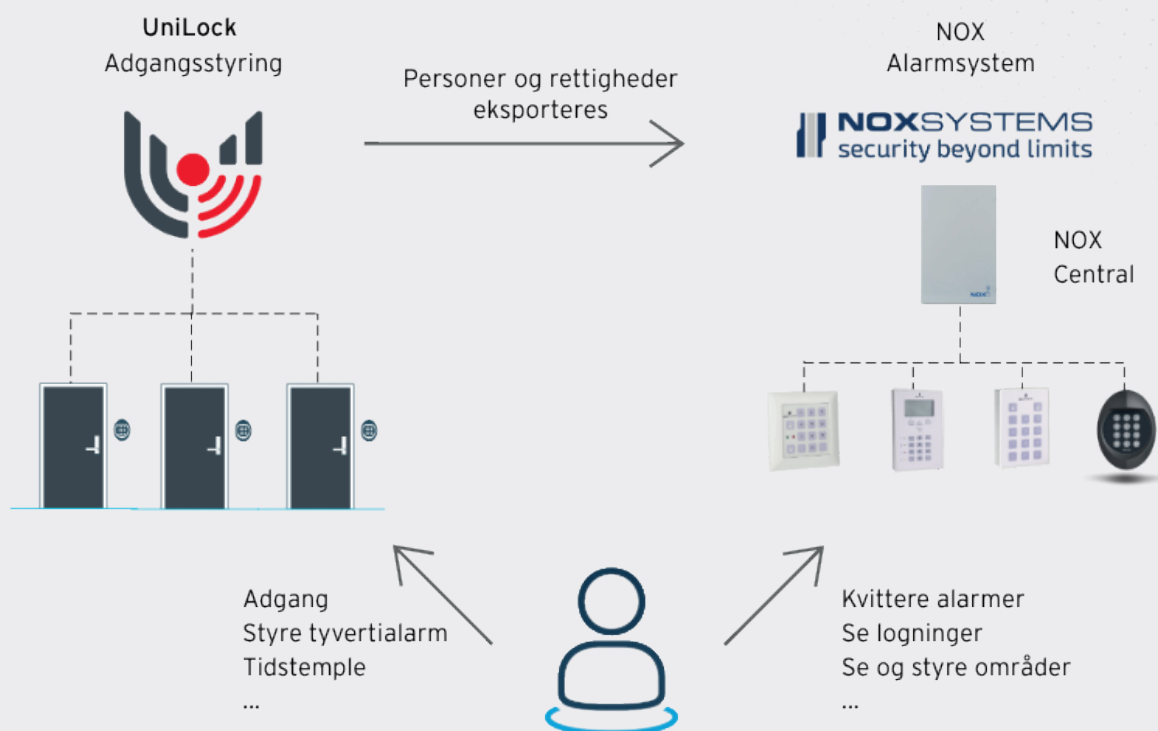 UniLock
Adgangsstyring
Personer og rettigheder
eksporteres
NOX
Alarmsystem
NOXSYSTEMS
security beyond limits
NOX
Central
NOX
Adgang
Styre tyvertialarm
Tidstemple
...
Kvittere alarmer
Se logninger
Se og styre områder
...